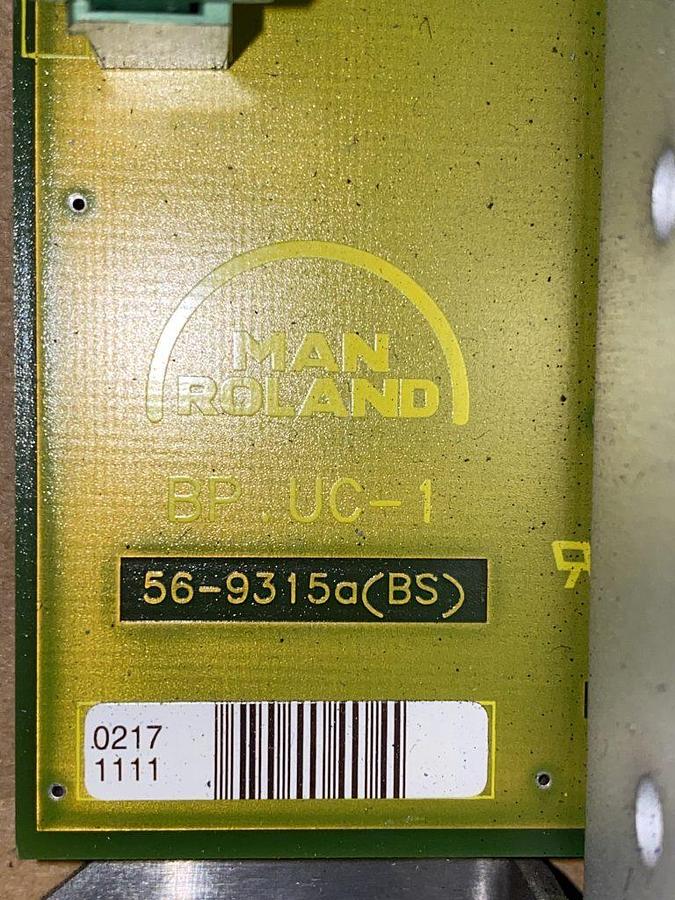 MAN
ROLAND
BP.UC-1
56-9315a(BS)
.0217
1111